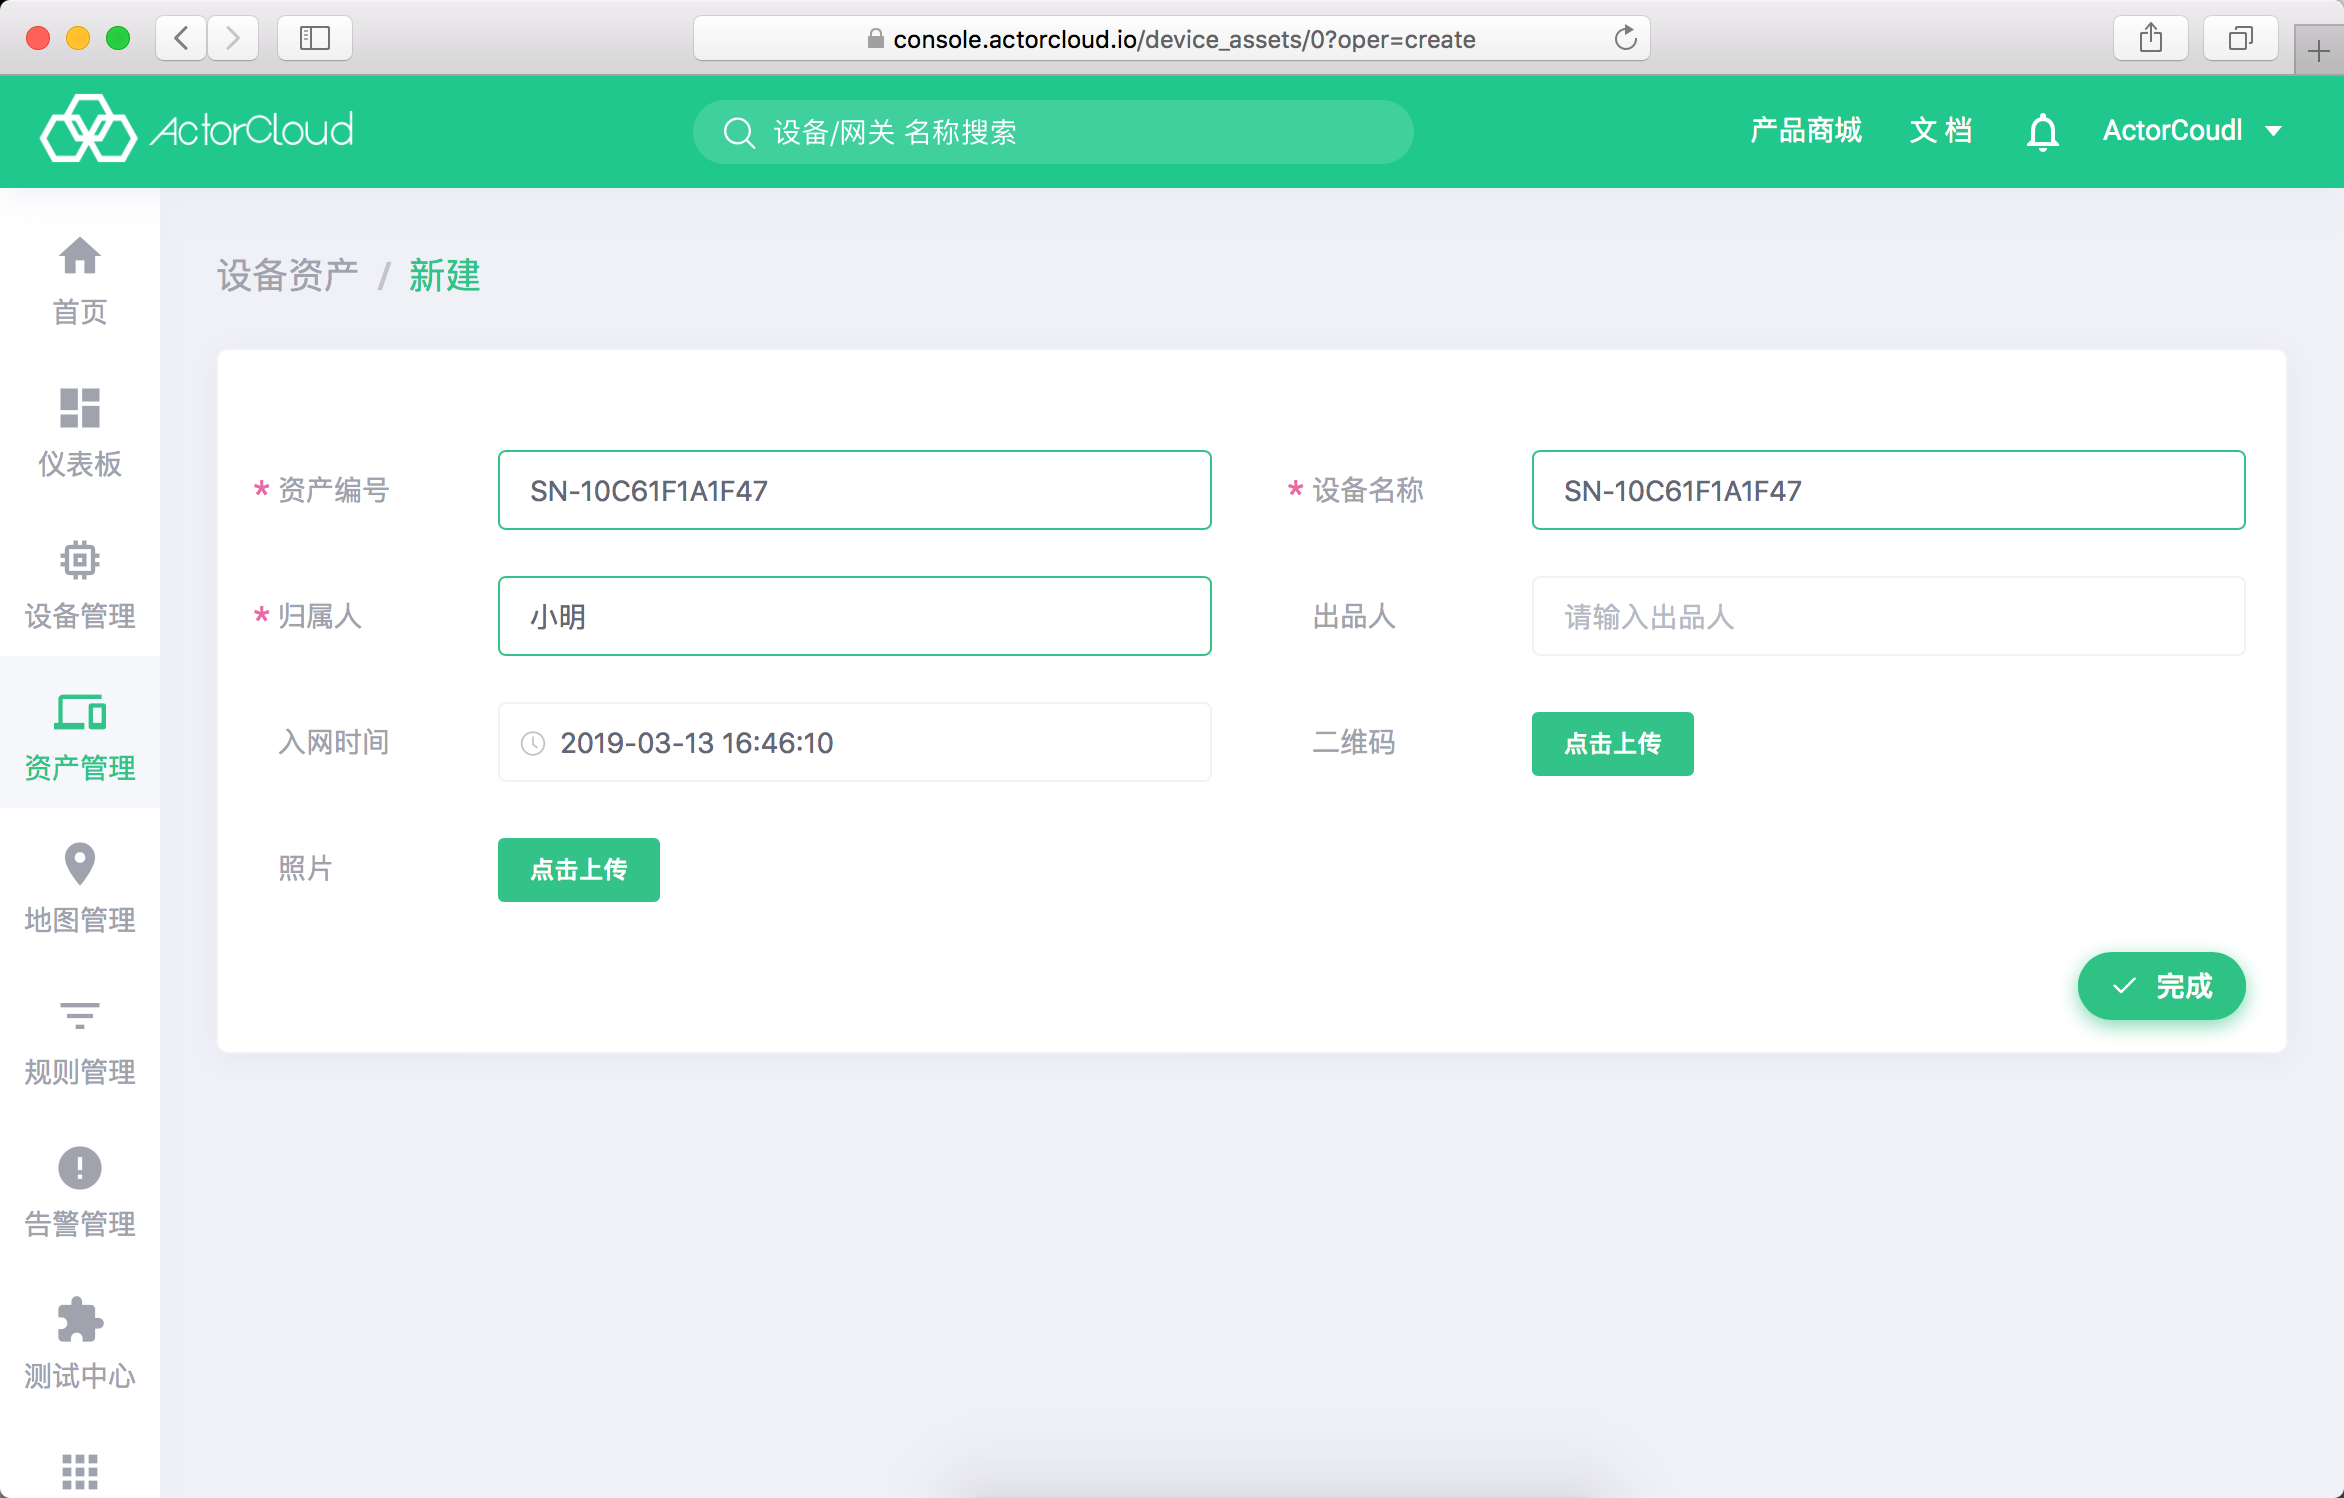 console.actorcloud.io/device_assets/0?oper=create
ActorCloud
设备/网关 名称搜索
产品商城
文 档
ActorCoudl
首页
仪表板
设备管理
资产管理
地图管理
规则管理
告警管理
测试中心
设备资产 / 新建
* 资产编号 SN-10C61F1A1F47
* 设备名称 SN-10C61F1A1F47
* 归属人 小明
出品人 请输入出品人
入网时间 2019-03-13 16:46:10
二维码 点击上传
照片 点击上传
完成